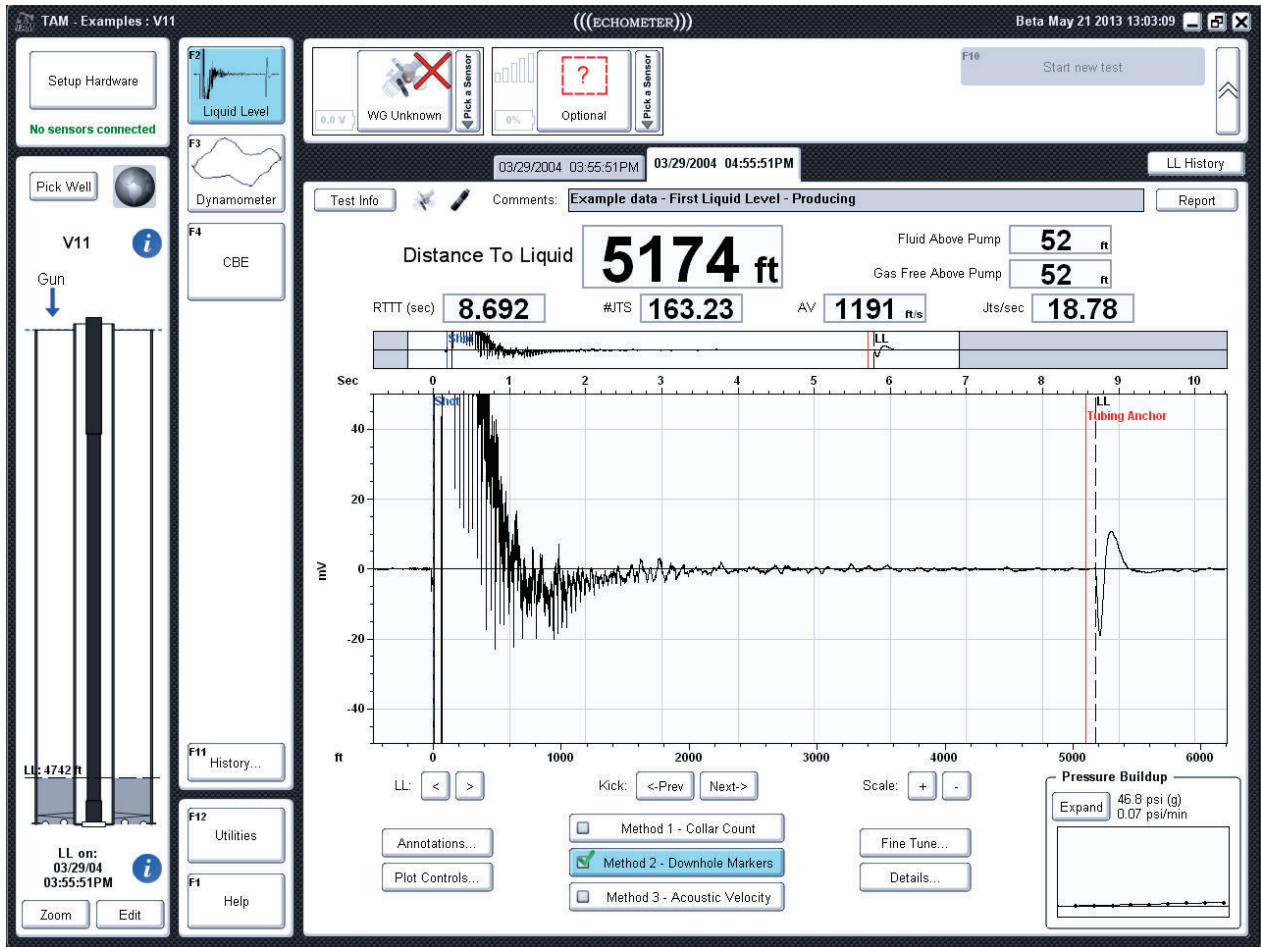 TAM - Examples : V11
(((ECHOMETER)))
Beta May 21 2013 13:03:09
Setup Hardware
No sensors connected
Pick Well
V11
Gun
LL: 4742 ft
LL on:
03/29/04
03:55:51PM
Zoom
Edit
F2
Liquid Level
F3
Dynamometer
F4
CBE
F11
History...
F12
Utilities
F1
Help
0.0 V
WG Unknown
Pick a Sensor
0%
?
Optional
Pick a Sensor
F10
Start new test
03/29/2004 03:55:51PM
03/29/2004 04:55:51PM
LL History
Test Info
Comments:
Example data - First Liquid Level - Producing
Report
Distance To Liquid 5174 ft
Fluid Above Pump 52 ft
Gas Free Above Pump 52 ft
RTTT (sec) 8.692
#JTS 163.23
AV 1191 ft/s
Jts/sec 18.78
Shot
LL
Sec 0 1 2 3 4 5 6 7 8 9 10
Shot
LL
Tubing Anchor
40
20
0
-20
-40
mV
ft 0 1000 2000 3000 4000 5000 6000
LL: < >
Kick: <-Prev Next->
Scale: + -
Annotations...
Plot Controls...
Method 1 - Collar Count
Method 2 - Downhole Markers
Method 3 - Acoustic Velocity
Fine Tune...
Details...
Pressure Buildup
Expand
46.8 psi (g)
0.07 psi/min